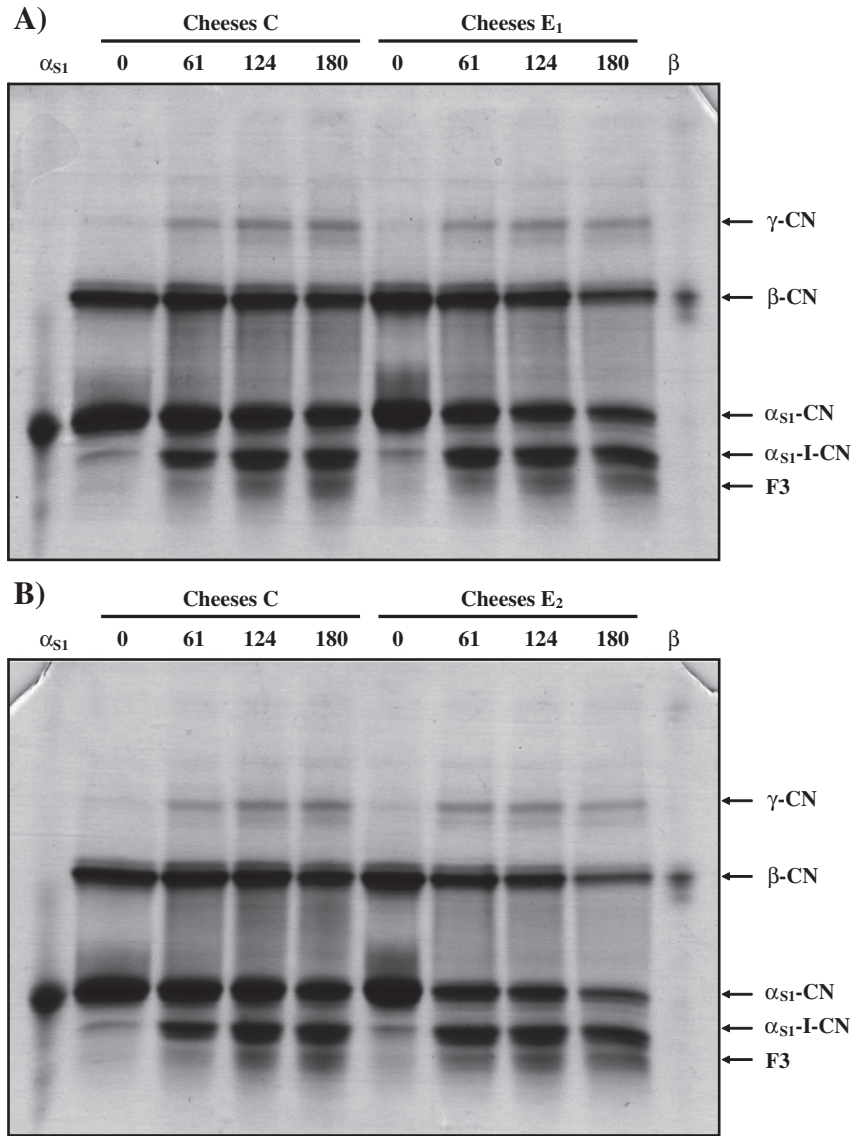 A)
Cheeses C Cheeses E₁
αS1 0 61 124 180 0 61 124 180 β
γ-CN
β-CN
αS1-CN
αS1-I-CN
F3
B)
Cheeses C Cheeses E₂
αS1 0 61 124 180 0 61 124 180 β
γ-CN
β-CN
αS1-CN
αS1-I-CN
F3